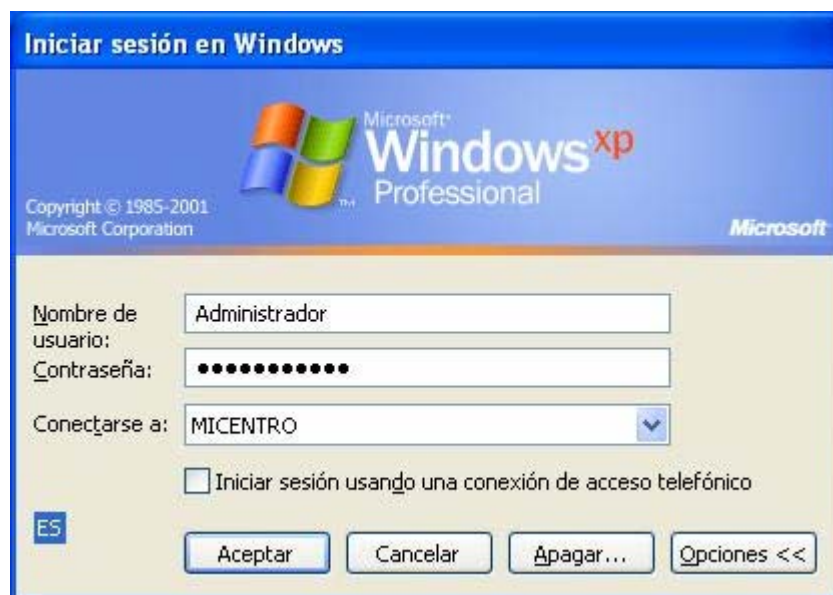 Iniciar sesión en Windows
Microsoft®
Windows xp
Professional
TM
Copyright © 1985-2001
Microsoft Corporation
Microsoft
Nombre de
usuario:
Administrador
Contraseña:
•••••••••••
Conectarse a:
MICENTRO
Iniciar sesión usando una conexión de acceso telefónico
ES
Aceptar
Cancelar
Apagar...
Opciones <<